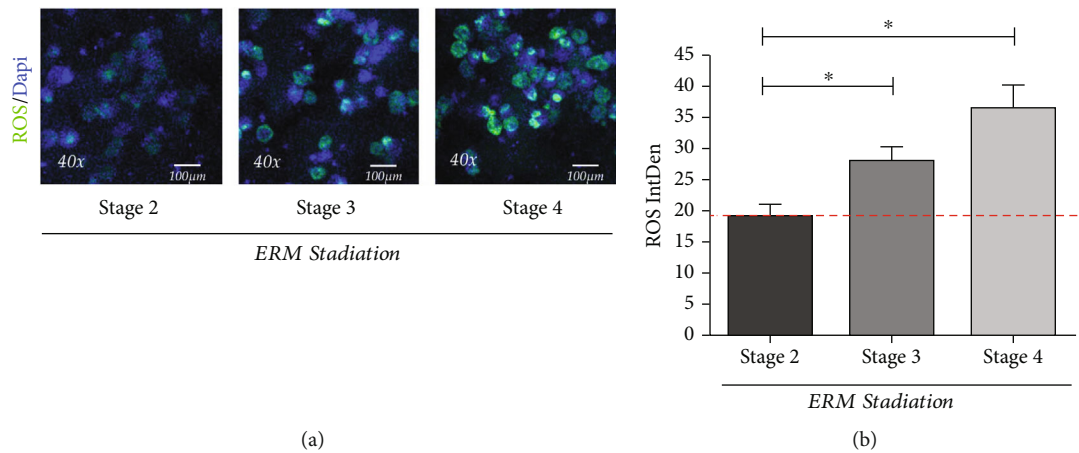 ROS/Dapi
40x
100µm
40x
100µm
40x
100µm
Stage 2
Stage 3
Stage 4
ERM Stadiation
(a)
*
*
45
40
35
30
25
20
15
10
5
0
ROS IntDen
Stage 2
Stage 3
Stage 4
ERM Stadiation
(b)